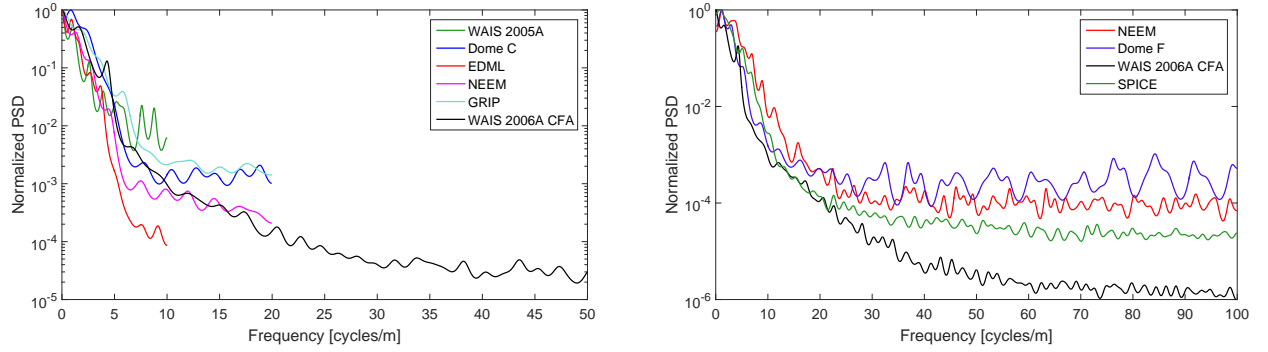 Normalized PSD
10^0
10^-1
10^-2
10^-3
10^-4
10^-5
0 5 10 15 20 25 30 35 40 45 50
Frequency [cycles/m]
WAIS 2005A
Dome C
EDML
NEEM
GRIP
WAIS 2006A CFA
Normalized PSD
10^0
10^-2
10^-4
10^-6
0 10 20 30 40 50 60 70 80 90 100
Frequency [cycles/m]
NEEM
Dome F
WAIS 2006A CFA
SPICE